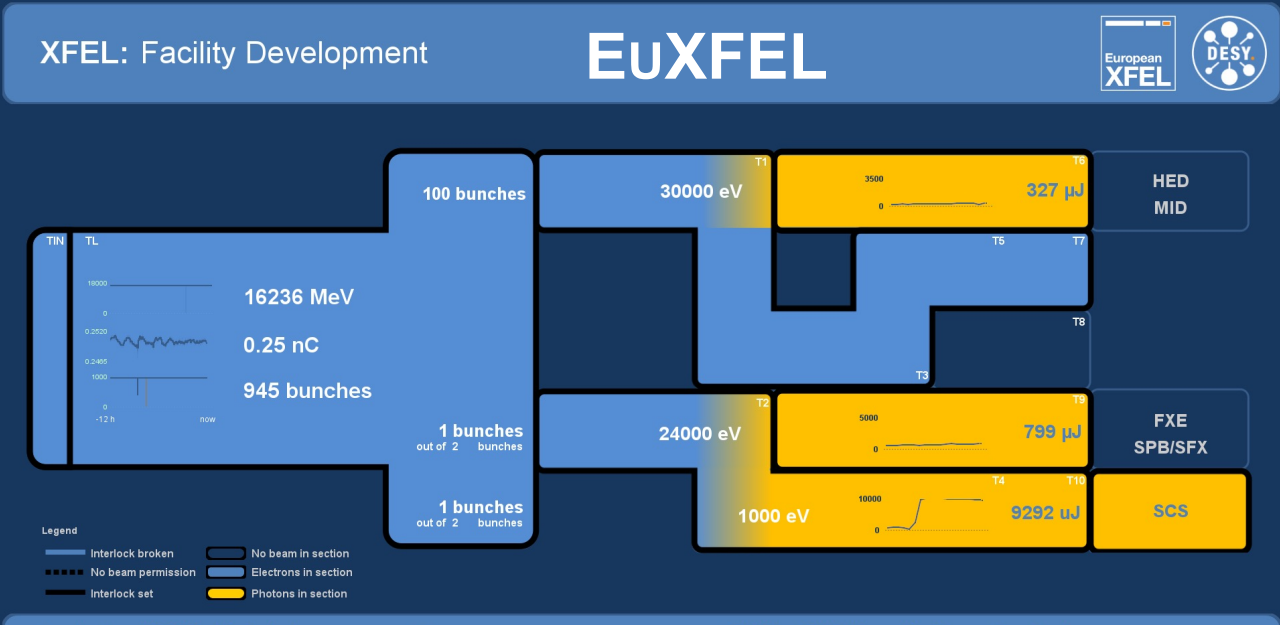 XFEL: Facility Development
EuXFEL
European
XFEL
DESY.
T1
T6
100 bunches
30000 eV
3500
0
327 µJ
HED
MID
TIN
TL
T5
T7
18000
0
16236 MeV
0.2520
0.2465
0.25 nC
T8
1000
0
945 bunches
T3
-12 h
now
T2
T9
1 bunches
out of 2 bunches
24000 eV
5000
0
799 µJ
FXE
SPB/SFX
T4
T10
1 bunches
out of 2 bunches
1000 eV
10000
0
9292 uJ
SCS
Legend
Interlock broken
No beam in section
No beam permission
Electrons in section
Interlock set
Photons in section